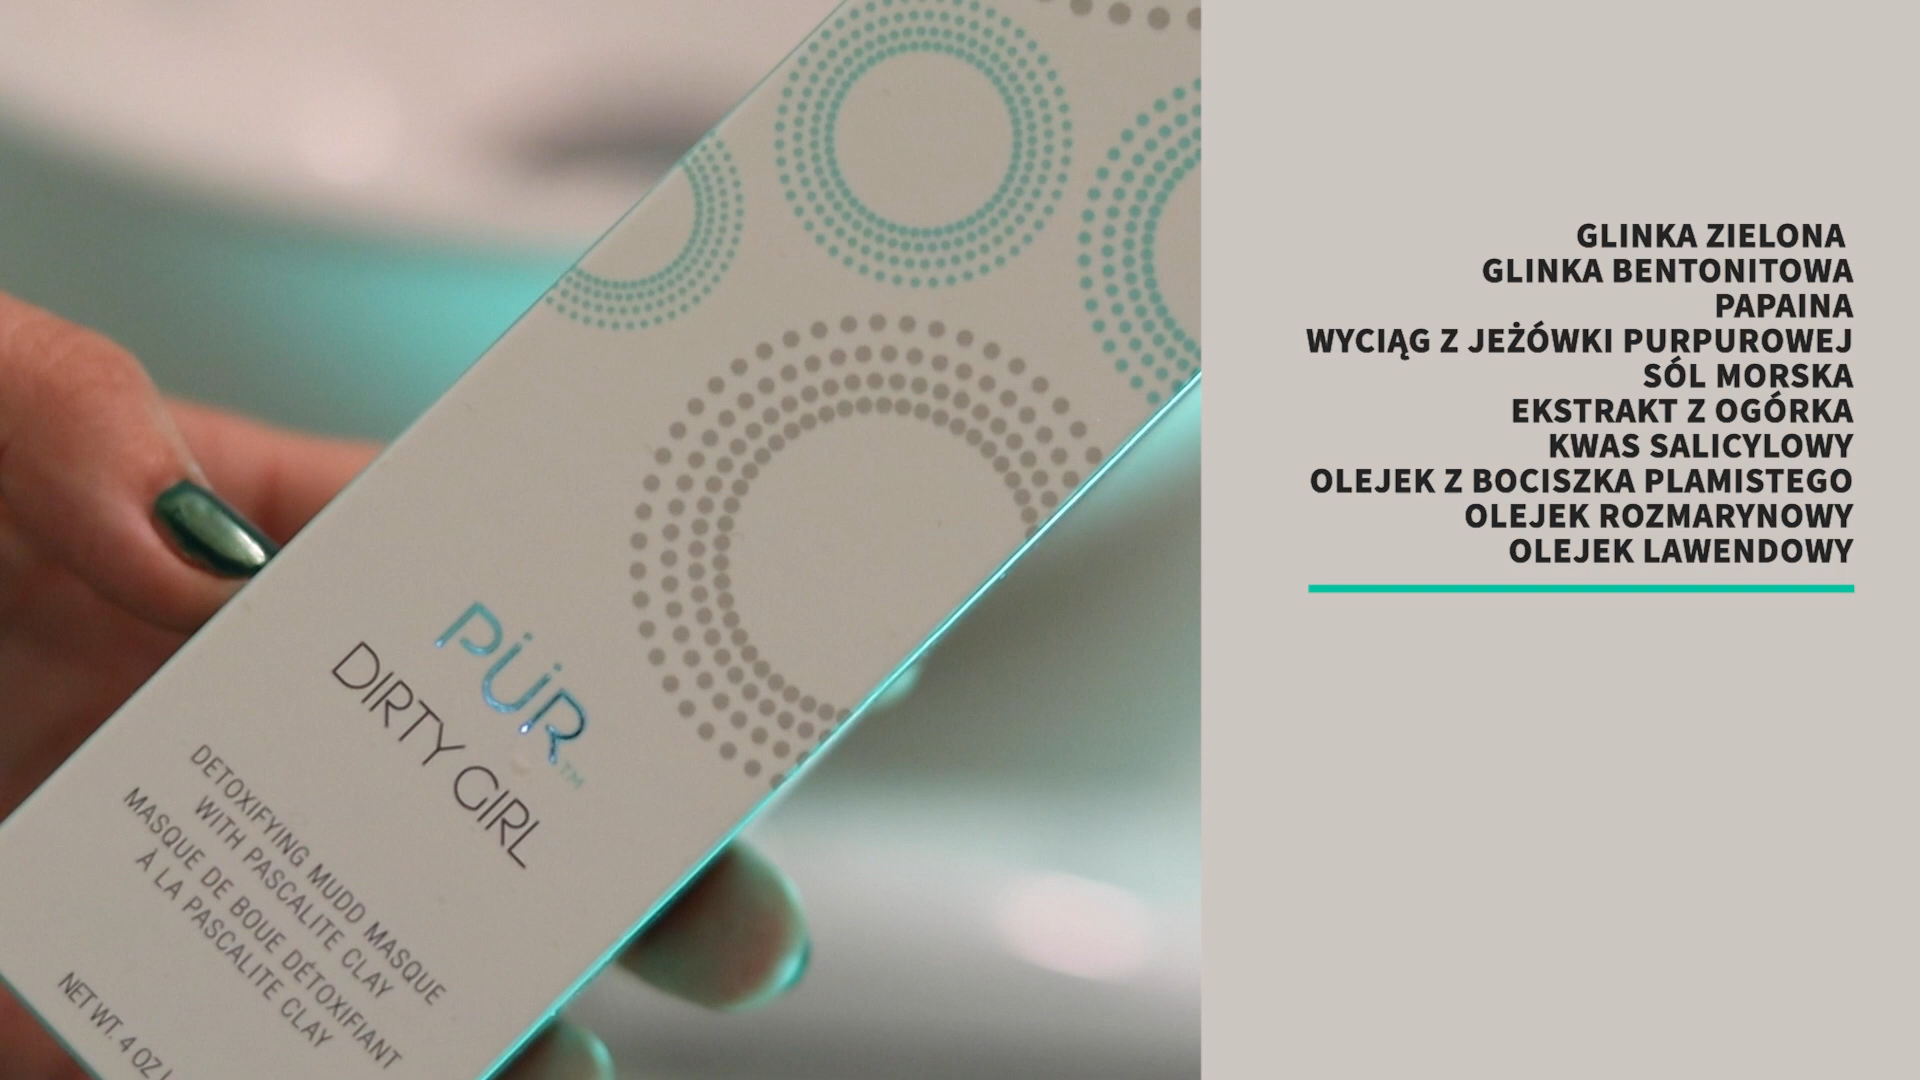 PÜR™
DIRTY GIRL
DETOXIFYING MUDD MASQUE
WITH PASCALITE CLAY
MASQUE DE BOUE DÉTOXIFIANT
À LA PASCALITE CLAY
NET WT. 4 OZ
GLINKA ZIELONA
GLINKA BENTONITOWA
PAPAINA
WYCIĄG Z JEŻÓWKI PURPUROWEJ
SÓL MORSKA
EKSTRAKT Z OGÓRKA
KWAS SALICYLOWY
OLEJEK Z BOCISZKA PLAMISTEGO
OLEJEK ROZMARYNOWY
OLEJEK LAWENDOWY